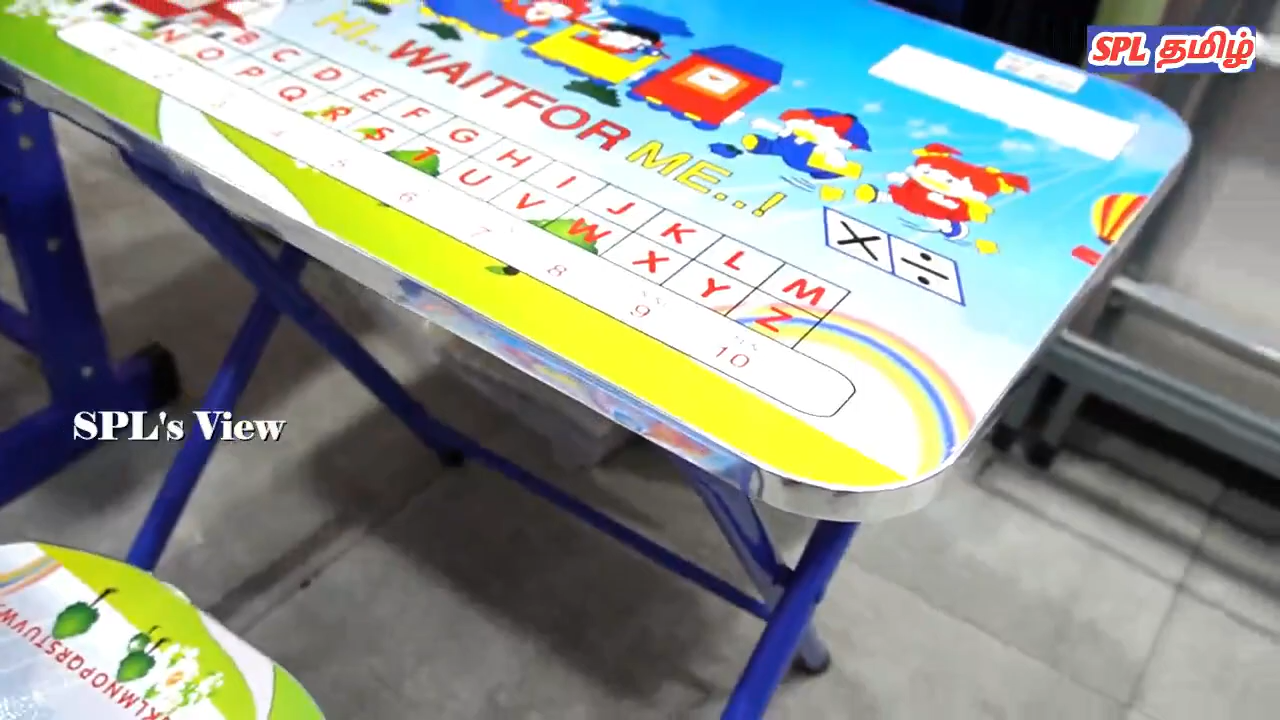 SPL தமிழ்
HI.. WAITFOR ME..!
B C D E F G H I J K L M
N O P Q R S T U V W X Y Z
× ÷
6 7 8 9 10
SPL's View
KLMNOPQRSTUVW